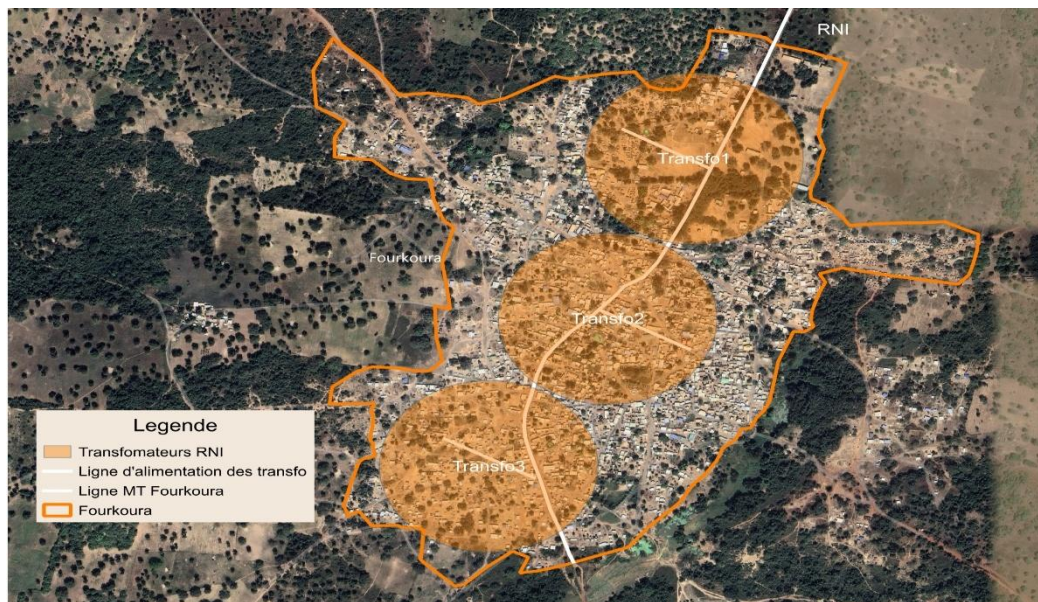 RNI
Transfo1
Fourkoura
Transfo2
Transfo3
Legende
Transfomateurs RNI
Ligne d'alimentation des transfo
Ligne MT Fourkoura
Fourkoura